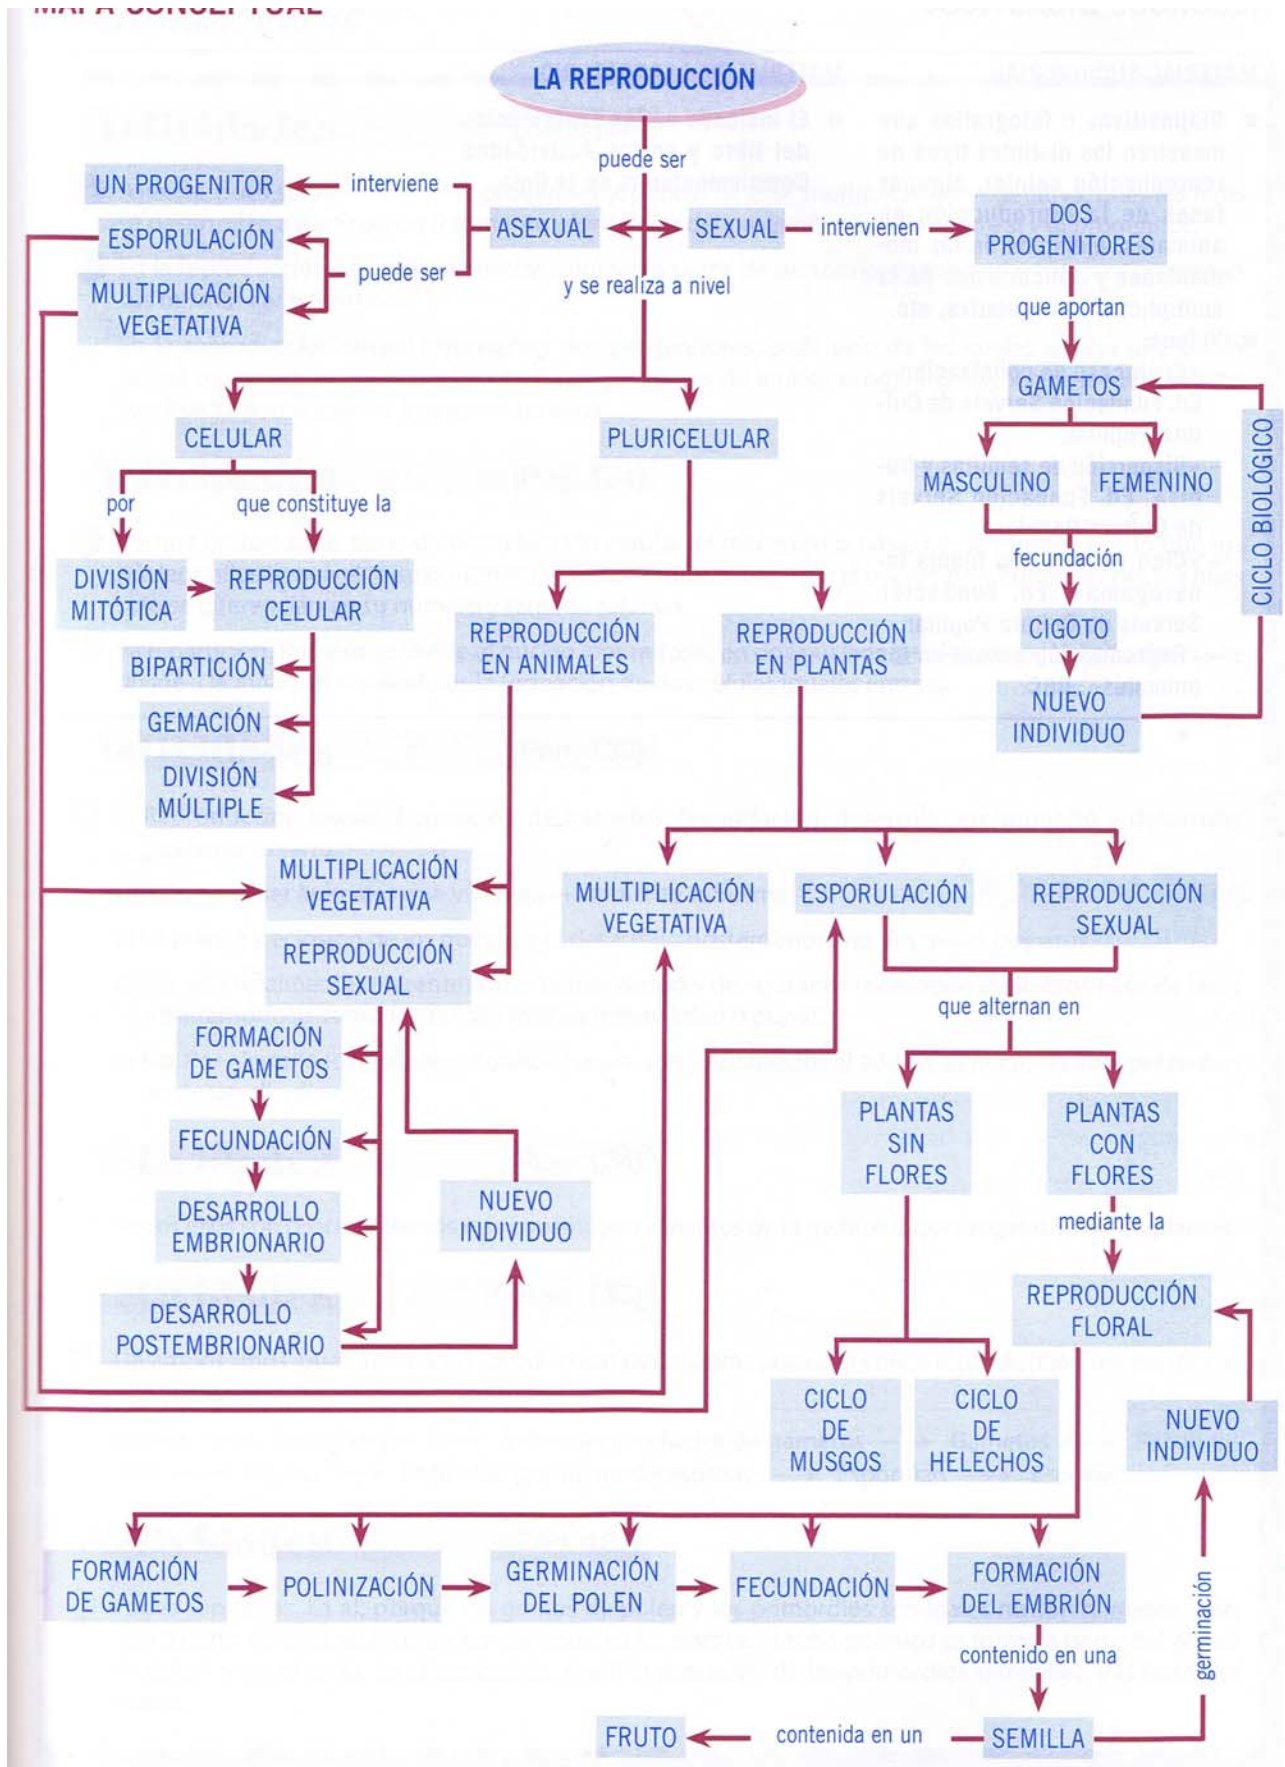 MAPA CONCEPTUAL
LA REPRODUCCIÓN
puede ser
UN PROGENITOR
interviene
ESPORULACIÓN
ASEXUAL
SEXUAL
intervienen
DOS
PROGENITORES
puede ser
MULTIPLICACIÓN
VEGETATIVA
y se realiza a nivel
que aportan
GAMETOS
CELULAR
PLURICELULAR
MASCULINO
FEMENINO
CICLO BIOLÓGICO
por
que constituye la
fecundación
DIVISIÓN
MITÓTICA
REPRODUCCIÓN
CELULAR
REPRODUCCIÓN
EN ANIMALES
REPRODUCCIÓN
EN PLANTAS
CIGOTO
BIPARTICIÓN
NUEVO
INDIVIDUO
GEMACIÓN
DIVISIÓN
MÚLTIPLE
MULTIPLICACIÓN
VEGETATIVA
MULTIPLICACIÓN
VEGETATIVA
ESPORULACIÓN
REPRODUCCIÓN
SEXUAL
REPRODUCCIÓN
SEXUAL
que alternan en
FORMACIÓN
DE GAMETOS
PLANTAS
SIN
FLORES
PLANTAS
CON
FLORES
FECUNDACIÓN
DESARROLLO
EMBRIONARIO
NUEVO
INDIVIDUO
mediante la
DESARROLLO
POSTEMBRIONARIO
REPRODUCCIÓN
FLORAL
CICLO
DE
MUSGOS
CICLO
DE
HELECHOS
NUEVO
INDIVIDUO
FORMACIÓN
DE GAMETOS
POLINIZACIÓN
GERMINACIÓN
DEL POLEN
FECUNDACIÓN
FORMACIÓN
DEL EMBRIÓN
germinación
contenido en una
FRUTO
contenida en un
SEMILLA